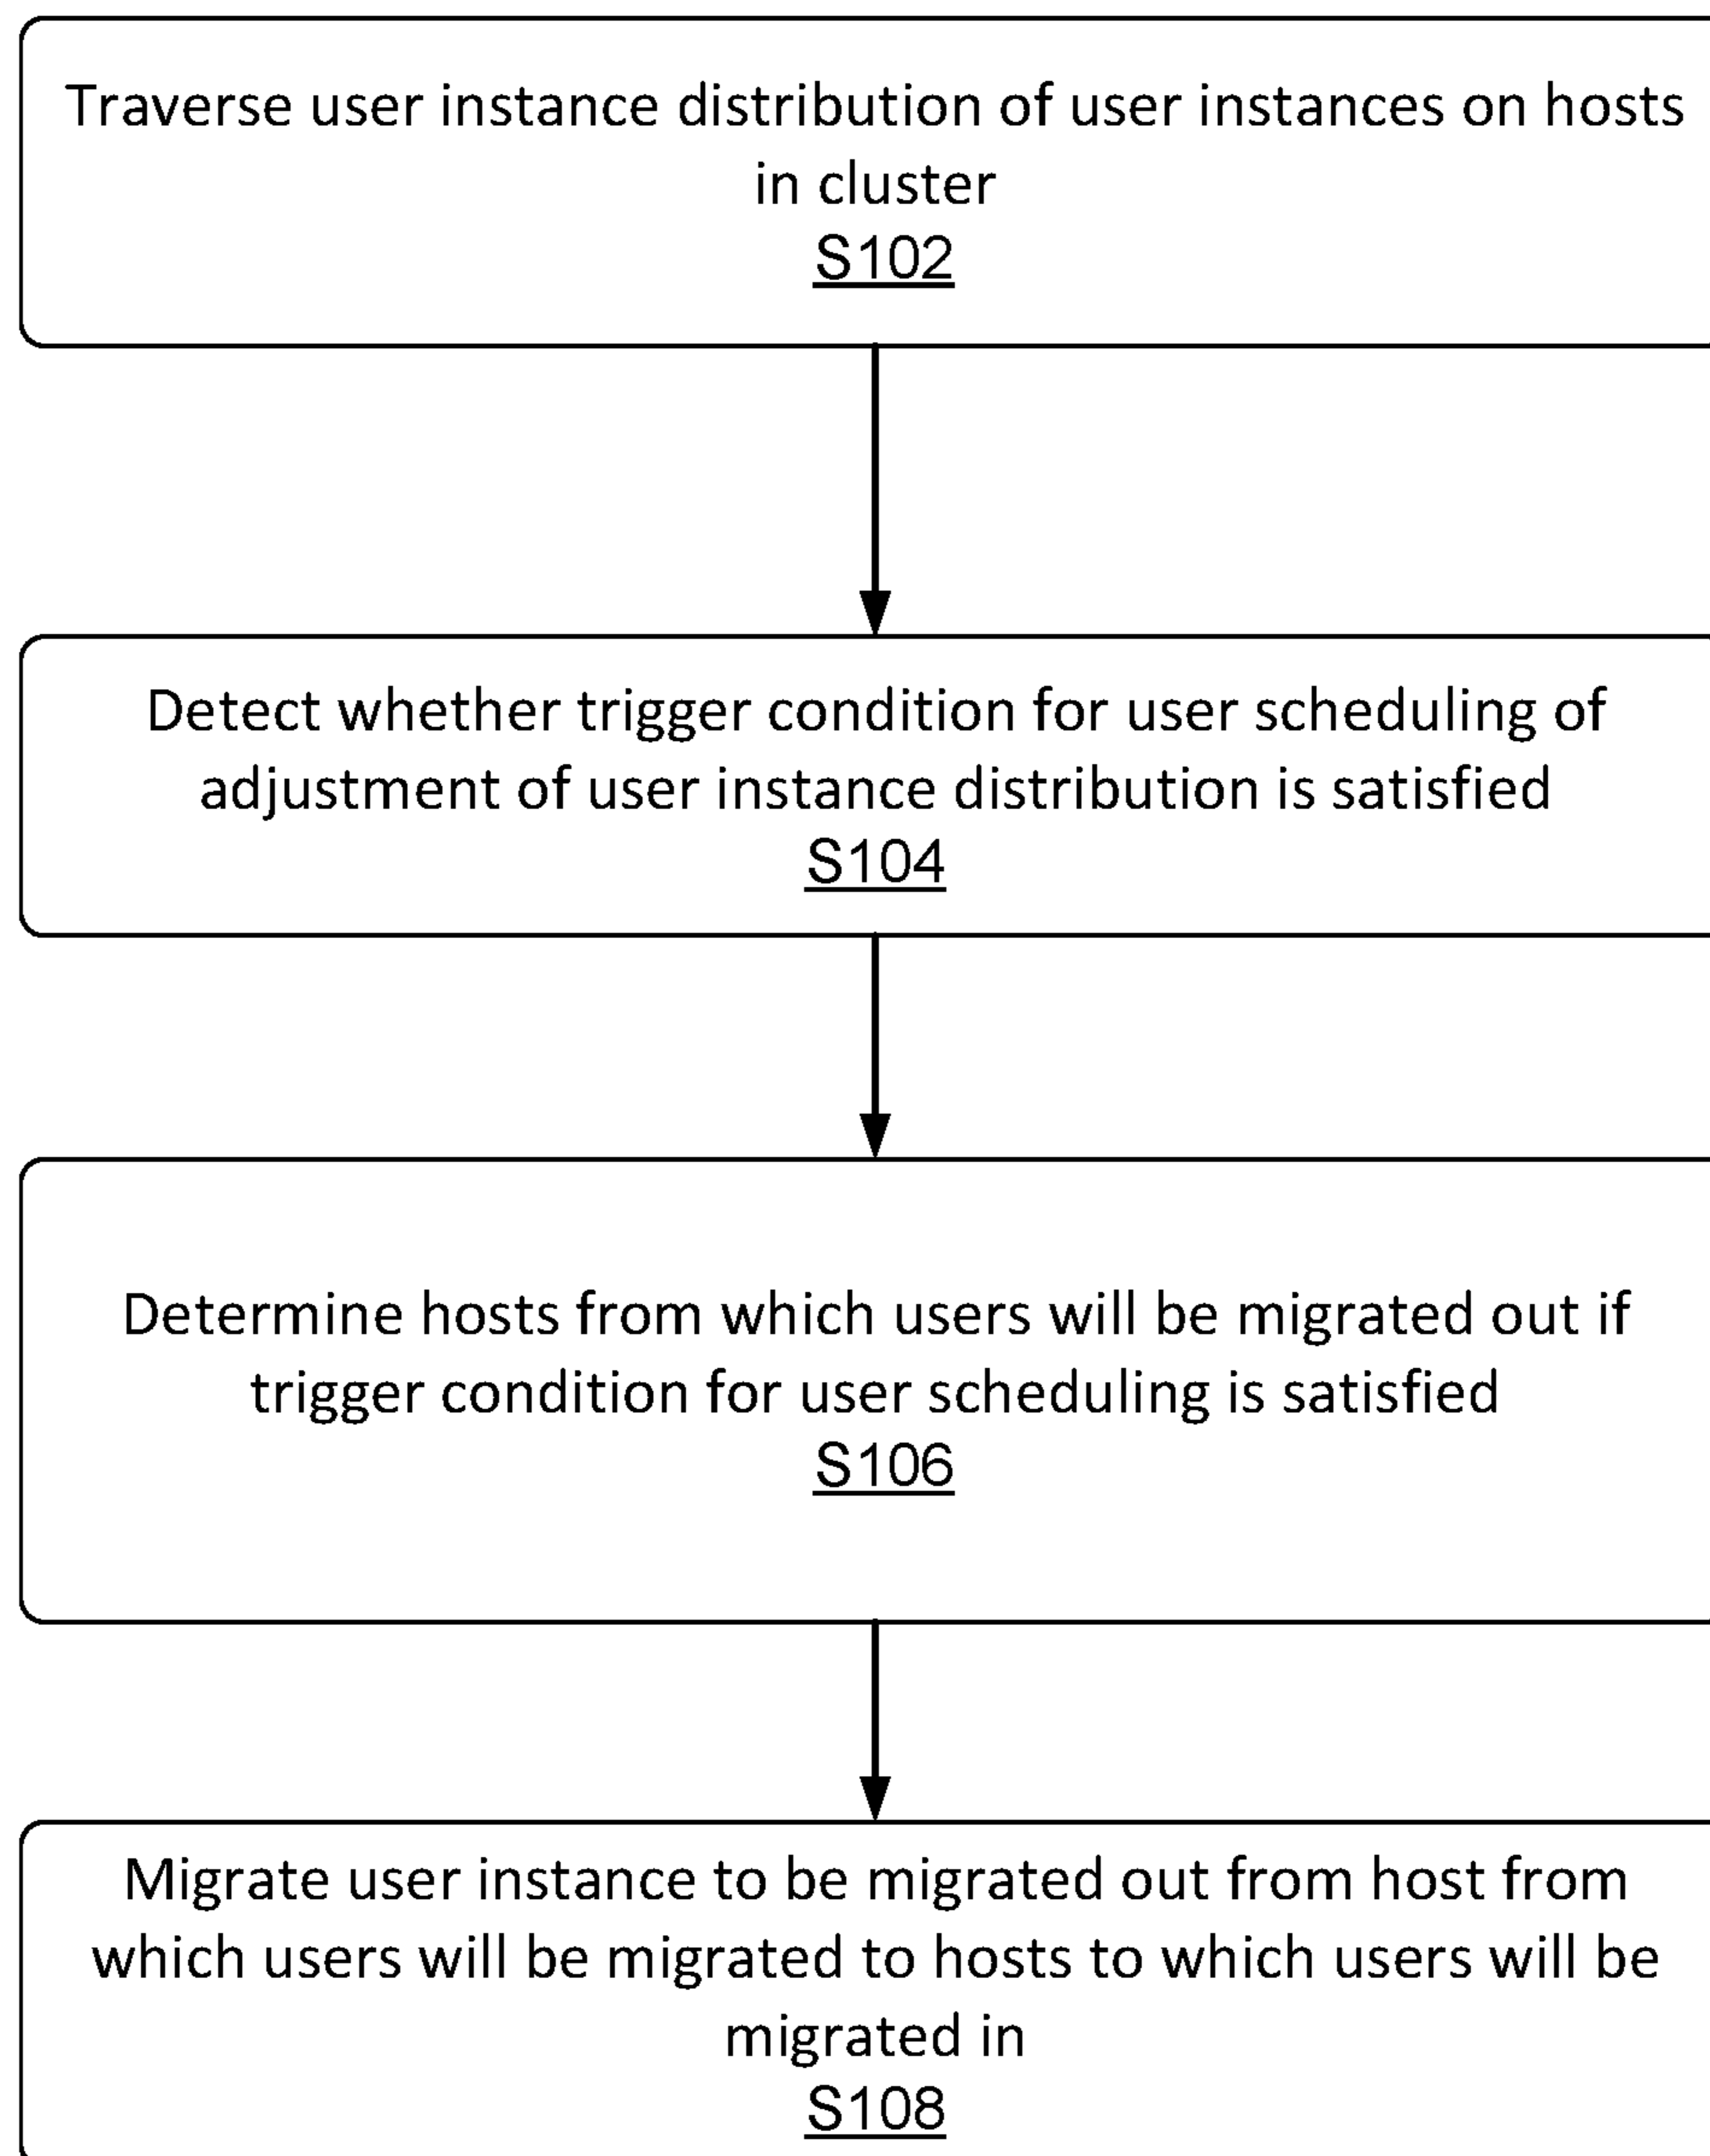 Traverse user instance distribution of user instances on hosts
in cluster
S102
Detect whether trigger condition for user scheduling of
adjustment of user instance distribution is satisfied
S104
Determine hosts from which users will be migrated out if
trigger condition for user scheduling is satisfied
S106
Migrate user instance to be migrated out from host from
which users will be migrated to hosts to which users will be
migrated in
S108